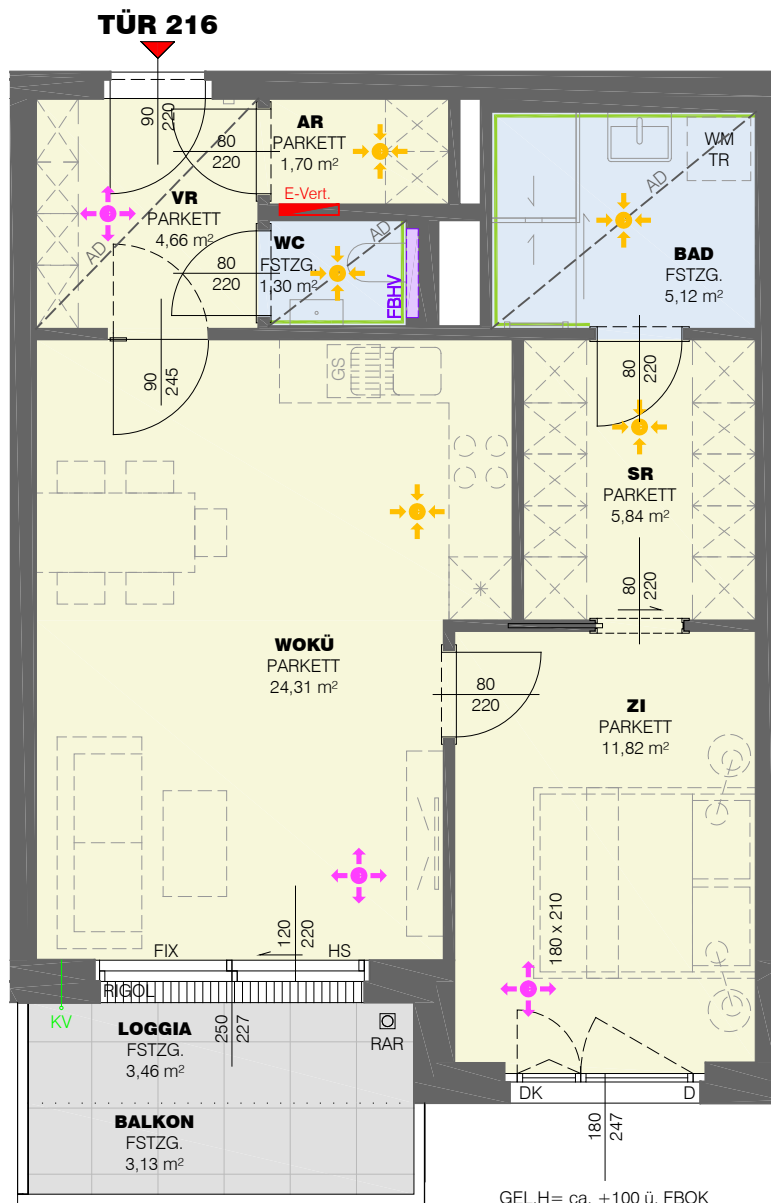 TÜR 216
90
220
AR
PARKETT
1,70 m²
80
220
E-Vert.
VR
PARKETT
4,66 m²
AD
WC
FSTZG.
1,30 m²
AD
80
220
FBHV
WM
TR
AD
BAD
FSTZG.
5,12 m²
90
245
GS
80
220
SR
PARKETT
5,84 m²
80
220
WOKÜ
PARKETT
24,31 m²
80
220
ZI
PARKETT
11,82 m²
180 x 210
120
220
FIX
HS
RIGOL
KV
LOGGIA
FSTZG.
3,46 m²
250
227
RAR
BALKON
FSTZG.
3,13 m²
DK
D
180
247
GEL.H= ca. +100 ü. FBOK